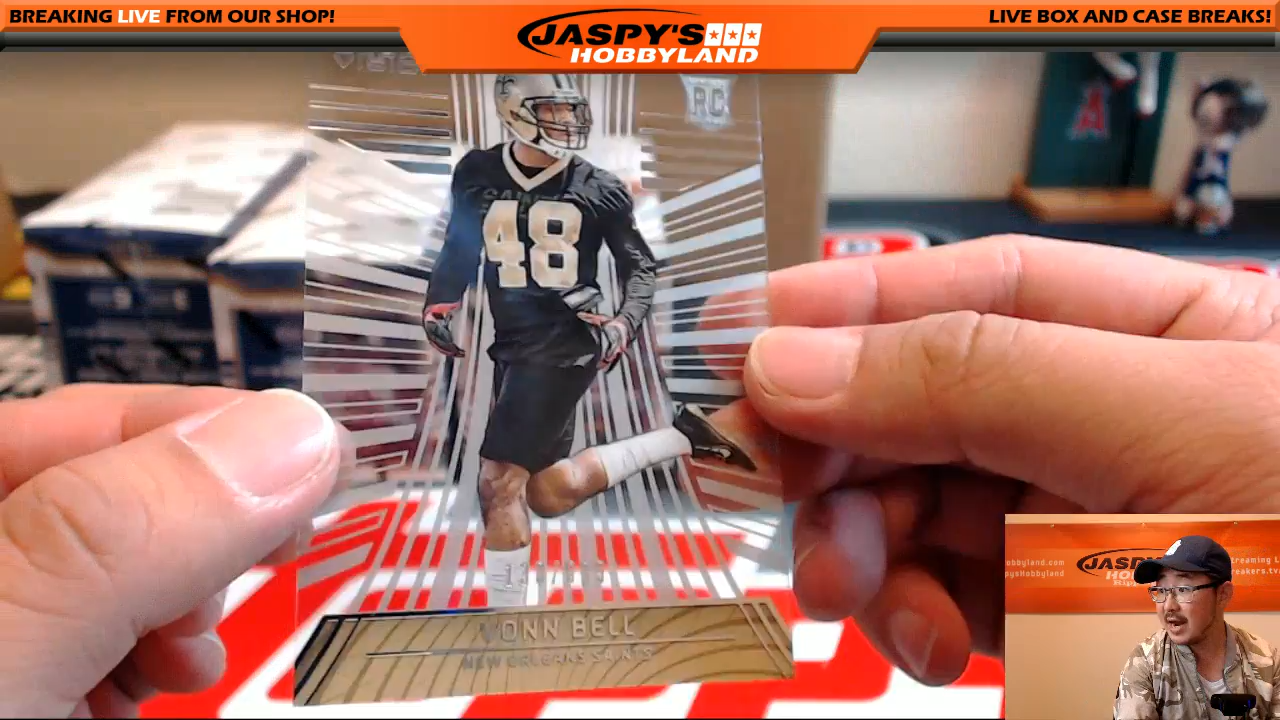 BREAKING LIVE FROM OUR SHOP!
JASPY'S
HOBBYLAND
LIVE BOX AND CASE BREAKS!
RC
A
SAINTS
48
VONN BELL
NEW ORLEANS SAINTS
JASPY'S